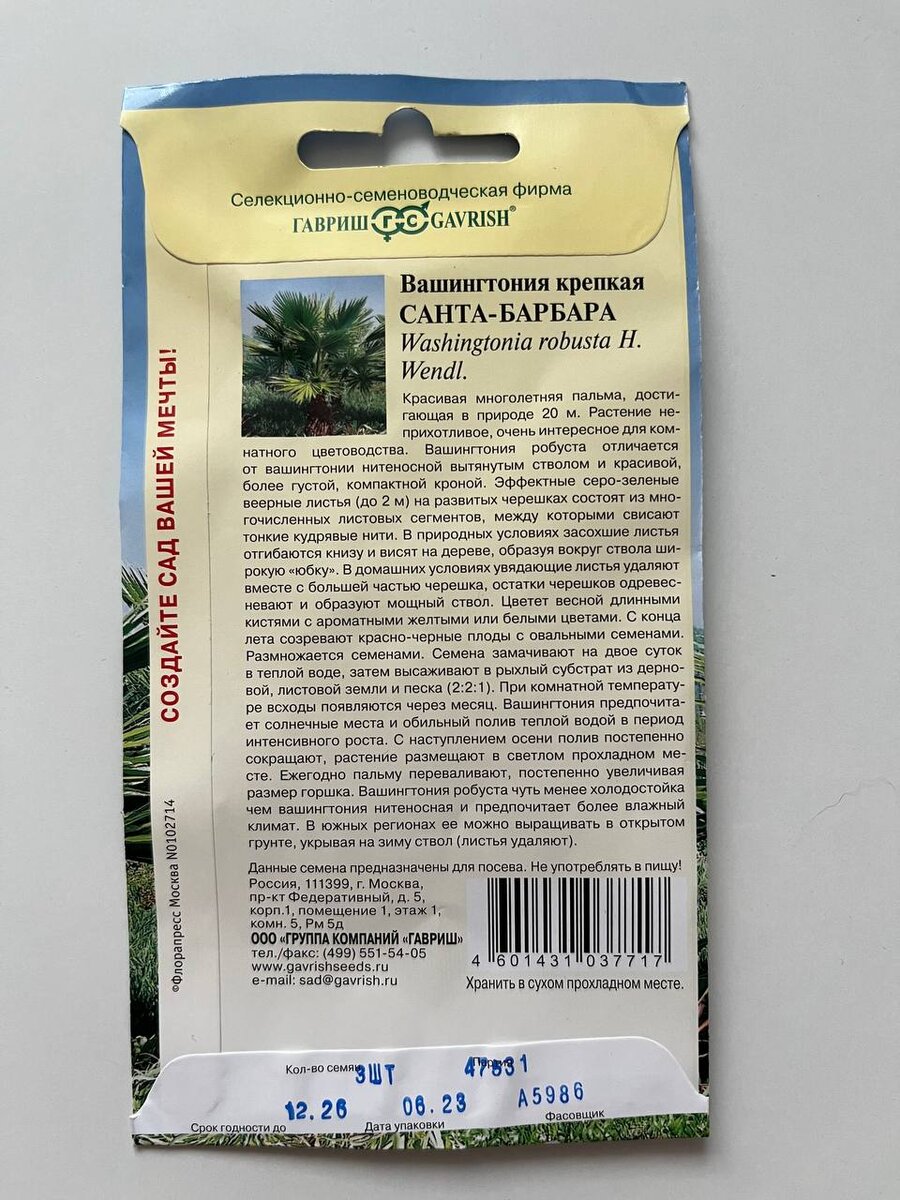 Селекционно-семеноводческая фирма
ГАВРИШ Г-С GAVRISH®
СОЗДАЙТЕ САД ВАШЕЙ МЕЧТЫ!
Вашингтония крепкая
САНТА-БАРБАРА
Washingtonia robusta H.
Wendl.
Красивая многолетняя пальма, дости-
гающая в природе 20 м. Растение не-
прихотливое, очень интересное для ком-
натного цветоводства. Вашингтония робуста отличается
от вашингтонии нитеносной вытянутым стволом и красивой,
более густой, компактной кроной. Эффектные серо-зеленые
веерные листья (до 2 м) на развитых черешках состоят из мно-
гочисленных листовых сегментов, между которыми свисают
тонкие кудрявые нити. В природных условиях засохшие листья
отгибаются книзу и висят на дереве, образуя вокруг ствола ши-
рокую «юбку». В домашних условиях увядающие листья удаляют
вместе с большей частью черешка, остатки черешков одревес-
невают и образуют мощный ствол. Цветет весной длинными
кистями с ароматными желтыми или белыми цветами. С конца
лета созревают красно-черные плоды с овальными семенами.
Размножается семенами. Семена замачивают на двое суток
в теплой воде, затем высаживают в рыхлый субстрат из дерно-
вой, листовой земли и песка (2:2:1). При комнатной температу-
ре всходы появляются через месяц. Вашингтония предпочита-
ет солнечные места и обильный полив теплой водой в период
интенсивного роста. С наступлением осени полив постепенно
сокращают, растение размещают в светлом прохладном ме-
сте. Ежегодно пальму переваливают, постепенно увеличивая
размер горшка. Вашингтония робуста чуть менее холодостойка
чем вашингтония нитеносная и предпочитает более влажный
климат. В южных регионах ее можно выращивать в открытом
грунте, укрывая на зиму ствол (листья удаляют).
Данные семена предназначены для посева. Не употреблять в пищу!
Россия, 111399, г. Москва,
пр-кт Федеративный, д. 5,
корп.1, помещение 1, этаж 1,
комн. 5, Рм 5д
ООО «ГРУППА КОМПАНИЙ «ГАВРИШ»
тел./факс: (499) 551-54-05
www.gavrishseeds.ru
e-mail: sad@gavrish.ru
4 601431 037717
Хранить в сухом прохладном месте.
©Флорапресс Москва N0102714
Кол-во семян 3ШТ Партия 47531
12.26 06.23 А5986
Срок годности до Дата упаковки Фасовщик